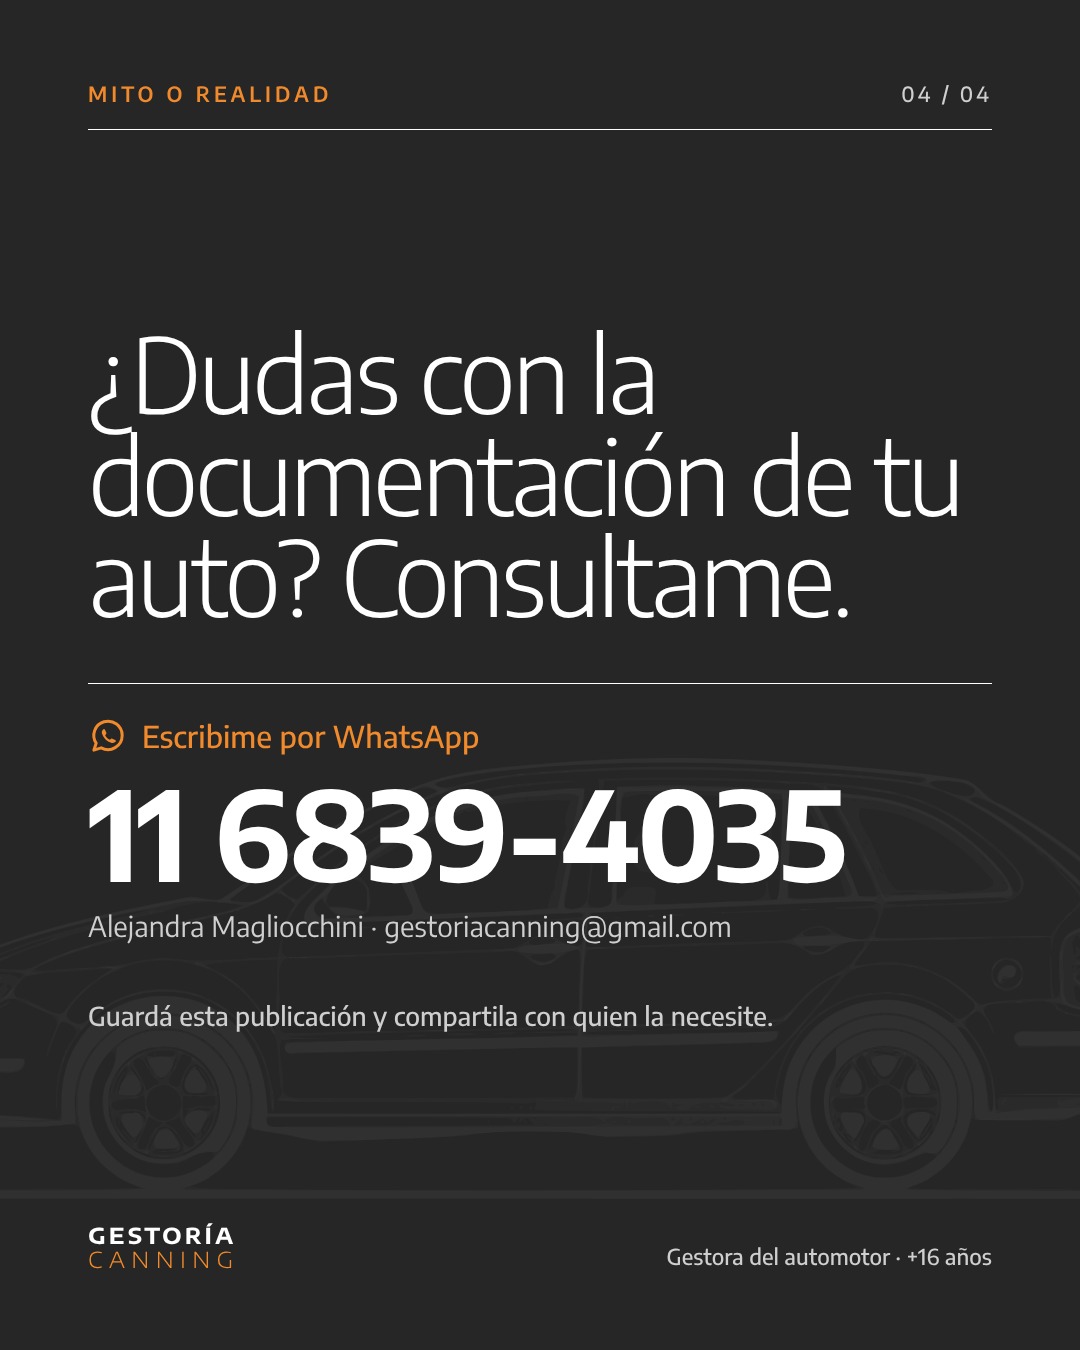 MITO O REALIDAD
04 / 04
¿Dudas con la
documentación de tu
auto? Consultame.
Escribime por WhatsApp
11 6839-4035
Alejandra Magliocchini · gestoriacanning@gmail.com
Guardá esta publicación y compartila con quien la necesite.
GESTORÍA
CANNING
Gestora del automotor · +16 años